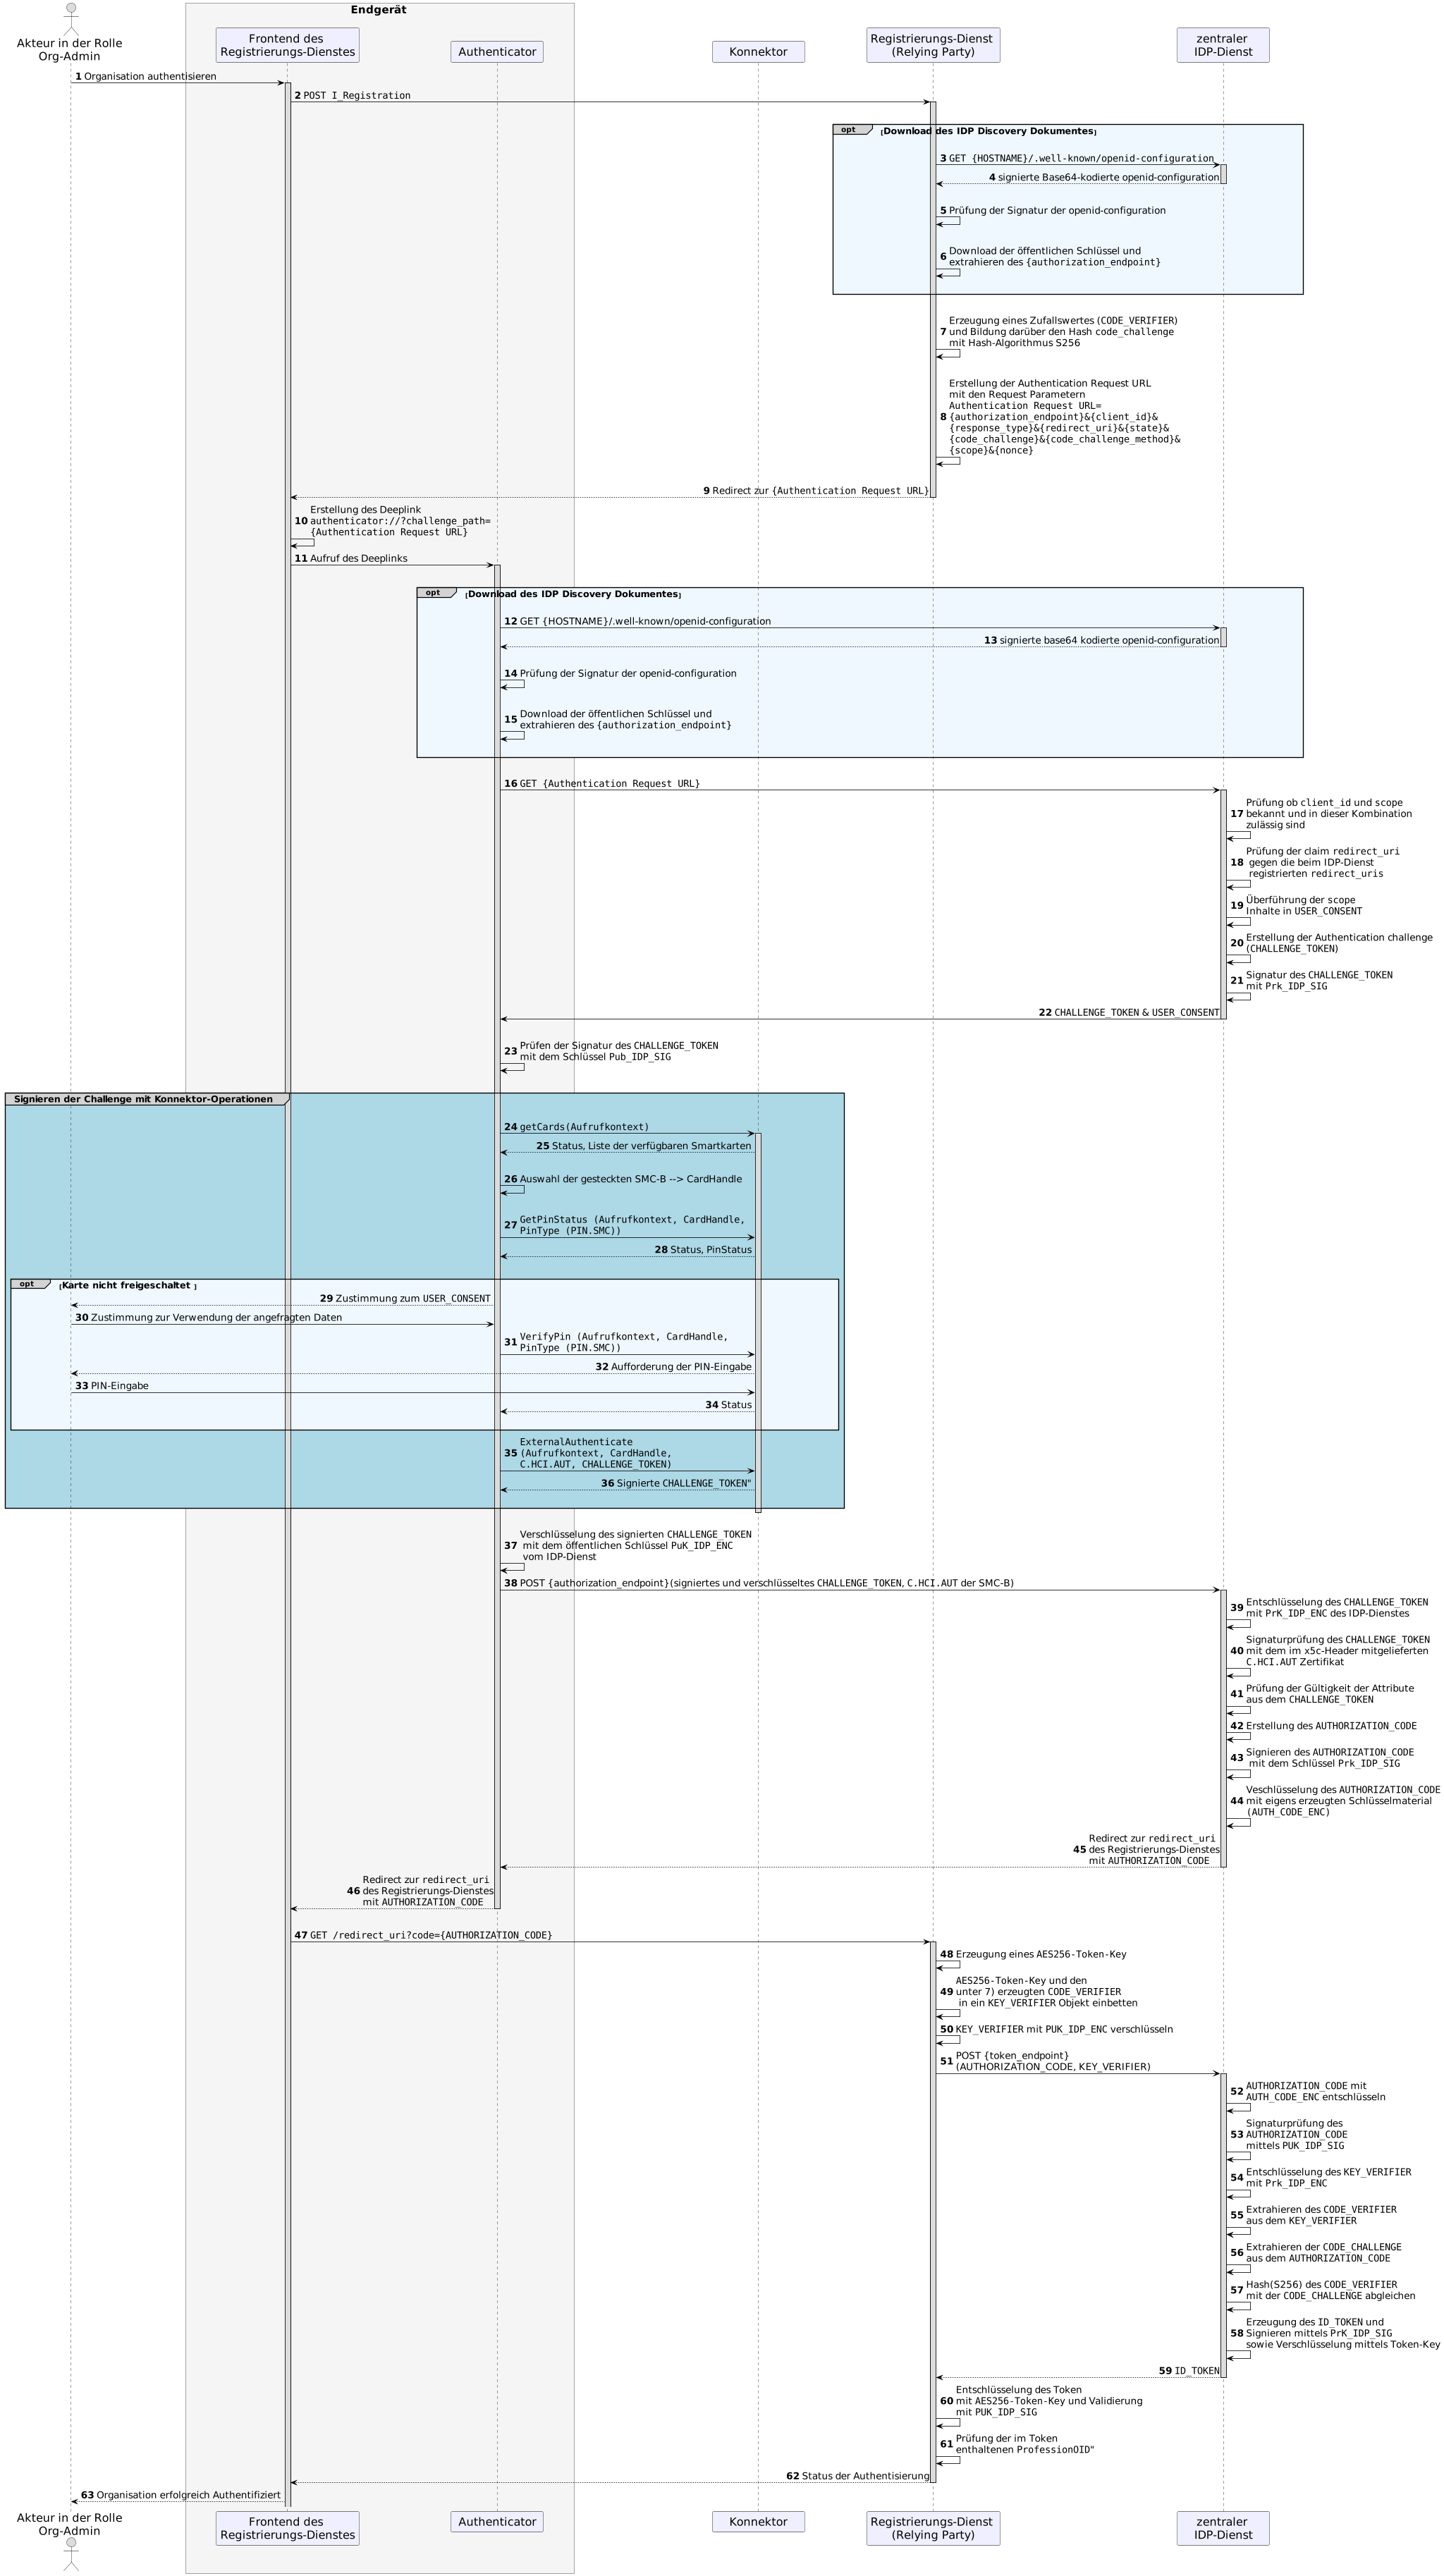 Endgerät
Akteur in der Rolle
Org-Admin
Frontend des
Registrierungs-Dienstes
Authenticator
Konnektor
Registrierungs-Dienst
(Relying Party)
zentraler
IDP-Dienst
1 Organisation authentisieren
2 POST I_Registration
opt [Download des IDP Discovery Dokumentes]
3 GET {HOSTNAME}/.well-known/openid-configuration
4 signierte Base64-kodierte openid-configuration
5 Prüfung der Signatur der openid-configuration
6 Download der öffentlichen Schlüssel und
extrahieren des {authorization_endpoint}
7 Erzeugung eines Zufallswertes (CODE_VERIFIER)
und Bildung darüber den Hash code_challenge
mit Hash-Algorithmus S256
8 Erstellung der Authentication Request URL
mit den Request Parametern
Authentication Request URL=
{authorization_endpoint}&{client_id}&
{response_type}&{redirect_uri}&{state}&
{code_challenge}&{code_challenge_method}&
{scope}&{nonce}
9 Redirect zur {Authentication Request URL}
10 Erstellung des Deeplink
authenticator://?challenge_path=
{Authentication Request URL}
11 Aufruf des Deeplinks
opt [Download des IDP Discovery Dokumentes]
12 GET {HOSTNAME}/.well-known/openid-configuration
13 signierte base64 kodierte openid-configuration
14 Prüfung der Signatur der openid-configuration
15 Download der öffentlichen Schlüssel und
extrahieren des {authorization_endpoint}
16 GET {Authentication Request URL}
17 Prüfung ob client_id und scope
bekannt und in dieser Kombination
zulässig sind
18 Prüfung der claim redirect_uri
gegen die beim IDP-Dienst
registrierten redirect_uris
19 Überführung der scope
Inhalte in USER_CONSENT
20 Erstellung der Authentication challenge
(CHALLENGE_TOKEN)
21 Signatur des CHALLENGE_TOKEN
mit Prk_IDP_SIG
22 CHALLENGE_TOKEN & USER_CONSENT
23 Prüfen der Signatur des CHALLENGE_TOKEN
mit dem Schlüssel Pub_IDP_SIG
Signieren der Challenge mit Konnektor-Operationen
24 getCards(Aufrufkontext)
25 Status, Liste der verfügbaren Smartkarten
26 Auswahl der gesteckten SMC-B --> CardHandle
27 GetPinStatus (Aufrufkontext, CardHandle,
PinType (PIN.SMC))
28 Status, PinStatus
opt [Karte nicht freigeschaltet ]
29 Zustimmung zum USER_CONSENT
30 Zustimmung zur Verwendung der angefragten Daten
31 VerifyPin (Aufrufkontext, CardHandle,
PinType (PIN.SMC))
32 Aufforderung der PIN-Eingabe
33 PIN-Eingabe
34 Status
35 ExternalAuthenticate
(Aufrufkontext, CardHandle,
C.HCI.AUT, CHALLENGE_TOKEN)
36 Signierte CHALLENGE_TOKEN"
37 Verschlüsselung des signierten CHALLENGE_TOKEN
mit dem öffentlichen Schlüssel PuK_IDP_ENC
vom IDP-Dienst
38 POST {authorization_endpoint}(signiertes und verschlüsseltes CHALLENGE_TOKEN, C.HCI.AUT der SMC-B)
39 Entschlüsselung des CHALLENGE_TOKEN
mit PrK_IDP_ENC des IDP-Dienstes
40 Signaturprüfung des CHALLENGE_TOKEN
mit dem im x5c-Header mitgelieferten
C.HCI.AUT Zertifikat
41 Prüfung der Gültigkeit der Attribute
aus dem CHALLENGE_TOKEN
42 Erstellung des AUTHORIZATION_CODE
43 Signieren des AUTHORIZATION_CODE
mit dem Schlüssel Prk_IDP_SIG
44 Veschlüsselung des AUTHORIZATION_CODE
mit eigens erzeugten Schlüsselmaterial
(AUTH_CODE_ENC)
45 Redirect zur redirect_uri
des Registrierungs-Dienstes
mit AUTHORIZATION_CODE
46 Redirect zur redirect_uri
des Registrierungs-Dienstes
mit AUTHORIZATION_CODE
47 GET /redirect_uri?code={AUTHORIZATION_CODE}
48 Erzeugung eines AES256-Token-Key
49 AES256-Token-Key und den
unter 7) erzeugten CODE_VERIFIER
in ein KEY_VERIFIER Objekt einbetten
50 KEY_VERIFIER mit PUK_IDP_ENC verschlüsseln
51 POST {token_endpoint}
(AUTHORIZATION_CODE, KEY_VERIFIER)
52 AUTHORIZATION_CODE mit
AUTH_CODE_ENC entschlüsseln
53 Signaturprüfung des
AUTHORIZATION_CODE
mittels PUK_IDP_SIG
54 Entschlüsselung des KEY_VERIFIER
mit Prk_IDP_ENC
55 Extrahieren des CODE_VERIFIER
aus dem KEY_VERIFIER
56 Extrahieren der CODE_CHALLENGE
aus dem AUTHORIZATION_CODE
57 Hash(S256) des CODE_VERIFIER
mit der CODE_CHALLENGE abgleichen
58 Erzeugung des ID_TOKEN und
Signieren mittels PrK_IDP_SIG
sowie Verschlüsselung mittels Token-Key
59 ID_TOKEN
60 Entschlüsselung des Token
mit AES256-Token-Key und Validierung
mit PUK_IDP_SIG
61 Prüfung der im Token
enthaltenen ProfessionOID"
62 Status der Authentisierung
63 Organisation erfolgreich Authentifiziert
Akteur in der Rolle
Org-Admin
Frontend des
Registrierungs-Dienstes
Authenticator
Konnektor
Registrierungs-Dienst
(Relying Party)
zentraler
IDP-Dienst